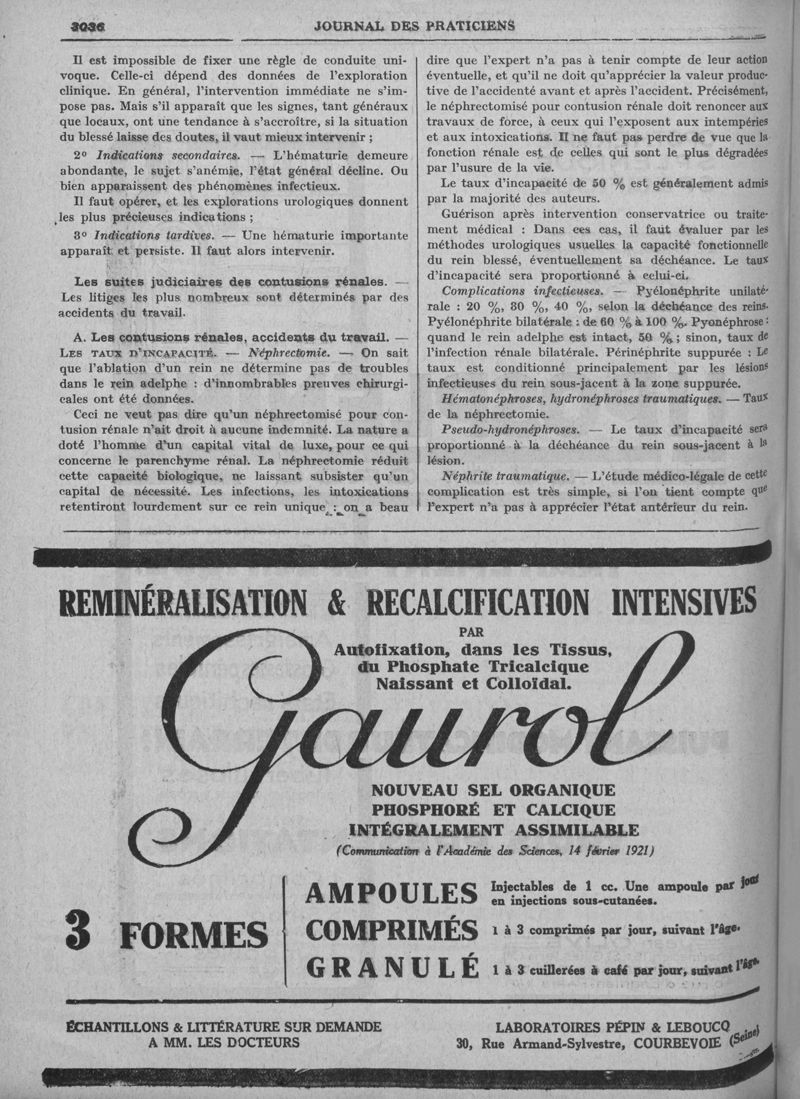 3036
JOURNAL DES PRATICIENS
Il est impossible de fixer une règle de conduite uni-
voque. Celle-ci dépend des données de l'exploration
clinique. En général, l'intervention immédiate ne s'im-
pose pas. Mais s'il apparaît que les signes, tant généraux
que locaux, ont une tendance à s'accroître, si la situation
du blessé laisse des doutes, il vaut mieux intervenir ;
2° Indications secondaires. — L'hématurie demeure
abondante, le sujet s'anémie, l'état général décline. Ou
bien apparaissent des phénomènes infectieux.
Il faut opérer, et les explorations urologiques donnent
les plus précieuses indications ;
3° Indications tardives. — Une hématurie importante
apparaît et persiste. Il faut alors intervenir.
Les suites judiciaires des contusions rénales. —
Les litiges les plus nombreux sont déterminés par des
accidents du travail.
A. Les contusions rénales, accidents du travail. —
LES TAUX D'INCAPACITÉ. — Néphrectomie. — On sait
que l'ablation d'un rein ne détermine pas de troubles
dans le rein adelphe : d'innombrables preuves chirurgi-
cales ont été données.
Ceci ne veut pas dire qu'un néphrectomisé pour con-
tusion rénale n'ait droit à aucune indemnité. La nature a
doté l'homme d'un capital vital de luxe, pour ce qui
concerne le parenchyme rénal. La néphrectomie réduit
cette capacité biologique, ne laissant subsister qu'un
capital de nécessité. Les infections, les intoxications
retentiront lourdement sur ce rein unique : on a beau
dire que l'expert n'a pas à tenir compte de leur action
éventuelle, et qu'il ne doit qu'apprécier la valeur produc-
tive de l'accidenté avant et après l'accident. Précisément,
le néphrectomisé pour contusion rénale doit renoncer aux
travaux de force, à ceux qui l'exposent aux intempéries
et aux intoxications. Il ne faut pas perdre de vue que la
fonction rénale est de celles qui sont le plus dégradées
par l'usure de la vie.
Le taux d'incapacité de 50 % est généralement admis
par la majorité des auteurs.
Guérison après intervention conservatrice ou traite-
ment médical : Dans ces cas, il faut évaluer par les
méthodes urologiques usuelles la capacité fonctionnelle
du rein blessé, éventuellement sa déchéance. Le taux
d'incapacité sera proportionné à celui-ci.
Complications infectieuses. — Pyélonéphrite unilaté-
rale : 20 %, 30 %, 40 %, selon la déchéance des reins.
Pyélonéphrite bilatérale : de 60 % à 100 %. Pyonéphrose :
quand le rein adelphe est intact, 50 % ; sinon, taux de
l'infection rénale bilatérale. Périnéphrite suppurée : Le
taux est conditionné principalement par les lésions
infectieuses du rein sous-jacent à la zone suppurée.
Hématonéphroses, hydronéphroses traumatiques. — Taux
de la néphrectomie.
Pseudo-hydronéphroses. — Le taux d'incapacité sera
proportionné à la déchéance du rein sous-jacent à la
lésion.
Néphrite traumatique. — L'étude médico-légale de cette
complication est très simple, si l'on tient compte que
l'expert n'a pas à apprécier l'état antérieur du rein.
REMINÉRALISATION & RECALCIFICATION INTENSIVES
PAR
Autofixation, dans les Tissus,
du Phosphate Tricalcique
Naissant et Colloïdal.
Gaurol
NOUVEAU SEL ORGANIQUE
PHOSPHORÉ ET CALCIQUE
INTÉGRALEMENT ASSIMILABLE
(Communication à l'Académie des Sciences, 14 février 1921)
3 FORMES
AMPOULES Injectables de 1 cc. Une ampoule par jour
en injections sous-cutanées.
COMPRIMÉS 1 à 3 comprimés par jour, suivant l'âge.
GRANULÉ 1 à 3 cuillerées à café par jour, suivant l'âge.
ÉCHANTILLONS & LITTÉRATURE SUR DEMANDE
A MM. LES DOCTEURS
LABORATOIRES PÉPIN & LEBOUCQ
30, Rue Armand-Sylvestre, COURBEVOIE (Seine)